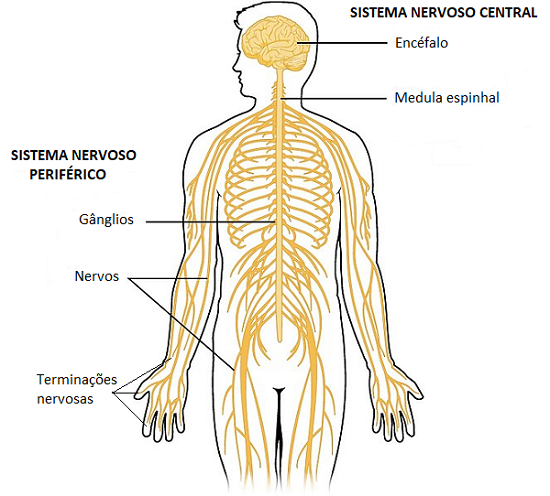 SISTEMA NERVOSO CENTRAL
Encéfalo
Medula espinhal
SISTEMA NERVOSO
PERIFÉRICO
Gânglios
Nervos
Terminações
nervosas